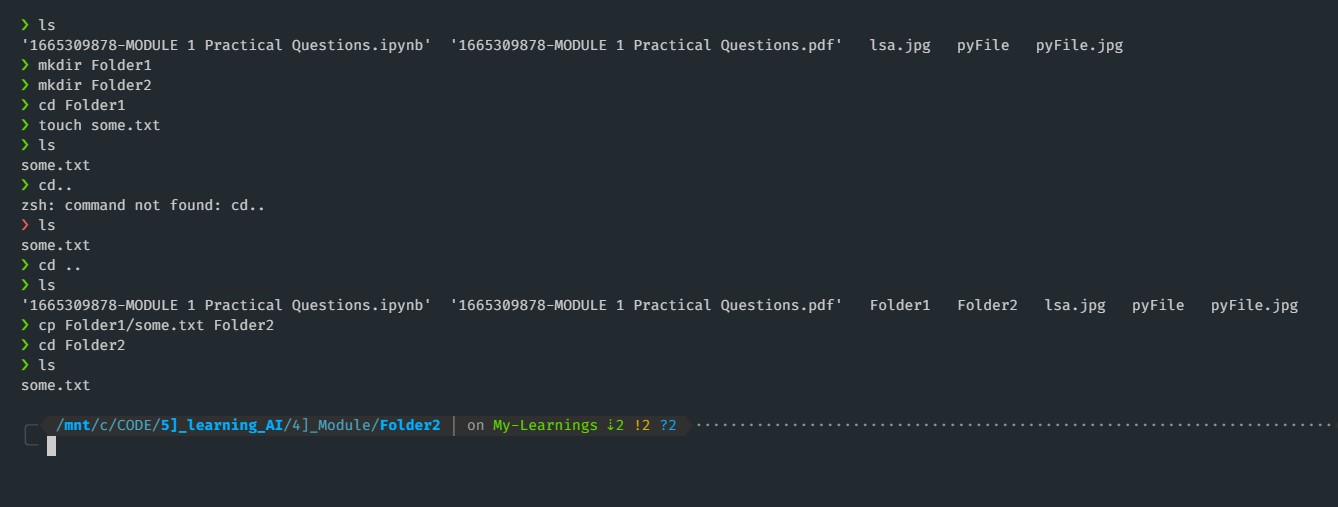 ❯ ls
'1665309878-MODULE 1 Practical Questions.ipynb'  '1665309878-MODULE 1 Practical Questions.pdf'   lsa.jpg   pyFile   pyFile.jpg
❯ mkdir Folder1
❯ mkdir Folder2
❯ cd Folder1
❯ touch some.txt
❯ ls
some.txt
❯ cd..
zsh: command not found: cd..
❯ ls
some.txt
❯ cd ..
❯ ls
'1665309878-MODULE 1 Practical Questions.ipynb'  '1665309878-MODULE 1 Practical Questions.pdf'   Folder1   Folder2   lsa.jpg   pyFile   pyFile.jpg
❯ cp Folder1/some.txt Folder2
❯ cd Folder2
❯ ls
some.txt
/mnt/c/CODE/5]_learning_AI/4]_Module/Folder2 | on My-Learnings ⇣2 !2 ?2